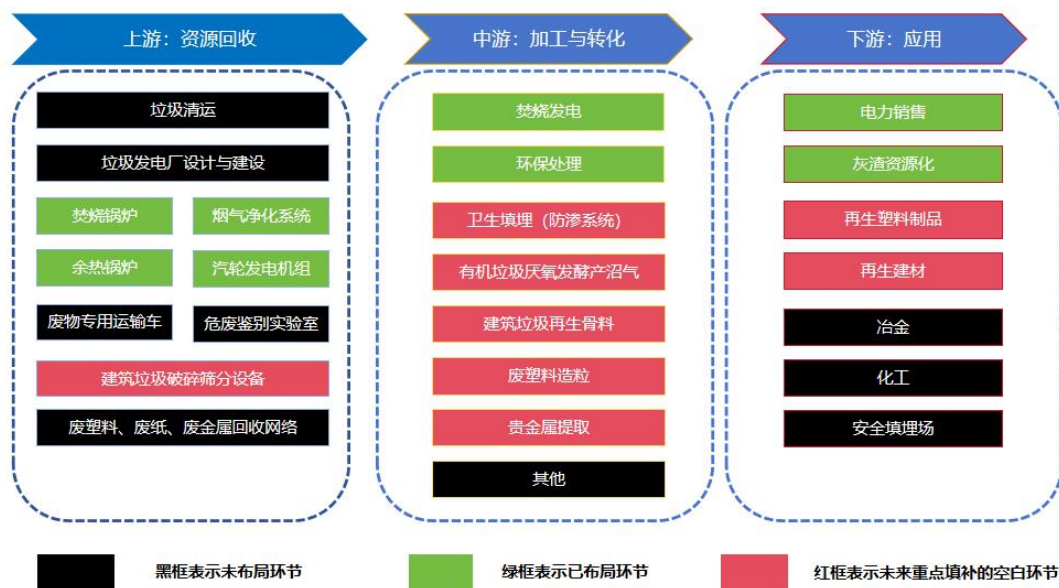 上游：资源回收
中游：加工与转化
下游：应用
垃圾清运
垃圾发电厂设计与建设
焚烧锅炉
烟气净化系统
余热锅炉
汽轮发电机组
废物专用运输车
危废鉴别实验室
建筑垃圾破碎筛分设备
废塑料、废纸、废金属回收网络
焚烧发电
环保处理
卫生填埋（防渗系统）
有机垃圾厌氧发酵产沼气
建筑垃圾再生骨料
废塑料造粒
贵金属提取
其他
电力销售
灰渣资源化
再生塑料制品
再生建材
冶金
化工
安全填埋场
黑框表示未布局环节
绿框表示已布局环节
红框表示未来重点填补的空白环节